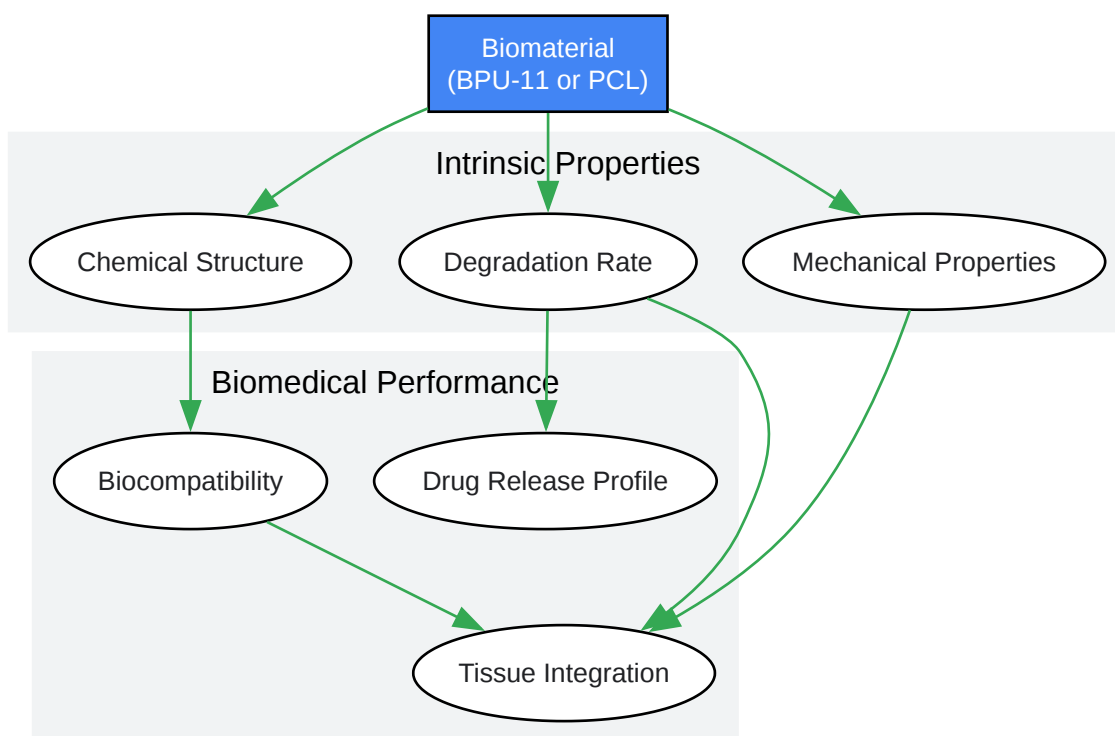 Biomaterial
(BPU-11 or PCL)
Intrinsic Properties
Chemical Structure
Degradation Rate
Mechanical Properties
Biomedical Performance
Biocompatibility
Drug Release Profile
Tissue Integration